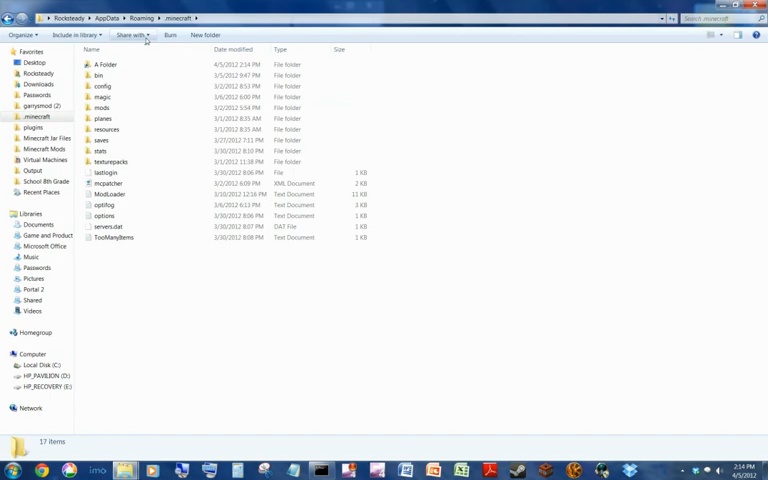 Rocksteady ▸ AppData ▸ Roaming ▸ .minecraft ▸
Search .minecraft
Organize Include in library Share with Burn New folder
Name Date modified Type Size
Favorites
Desktop
Rocksteady
Downloads
Passwords
garrysmod (2)
.minecraft
plugins
Minecraft Jar Files
Minecraft Mods
Virtual Machines
Output
School 8th Grade
Recent Places
Libraries
Documents
Game and Product
Microsoft Office
Music
Passwords
Pictures
Portal 2
Shared
Videos
Homegroup
Computer
Local Disk (C:)
HP_PAVILION (D:)
HP_RECOVERY (E:)
Network
A Folder 4/5/2012 2:14 PM File folder
bin 3/5/2012 9:47 PM File folder
config 3/2/2012 8:53 PM File folder
magic 3/6/2012 6:00 PM File folder
mods 3/2/2012 5:54 PM File folder
planes 3/1/2012 8:35 AM File folder
resources 3/1/2012 8:35 AM File folder
saves 3/27/2012 7:11 PM File folder
stats 3/30/2012 8:10 PM File folder
texturepacks 3/1/2012 11:38 PM File folder
lastlogin 3/30/2012 8:06 PM File 1 KB
mcpatcher 3/2/2012 6:09 PM XML Document 2 KB
ModLoader 3/10/2012 12:16 PM Text Document 11 KB
optifog 3/6/2012 6:13 PM Text Document 3 KB
options 3/30/2012 8:06 PM Text Document 1 KB
servers.dat 3/30/2012 8:07 PM DAT File 1 KB
TooManyItems 3/30/2012 8:08 PM Text Document 1 KB
17 items
imo
2:14 PM
4/5/2012